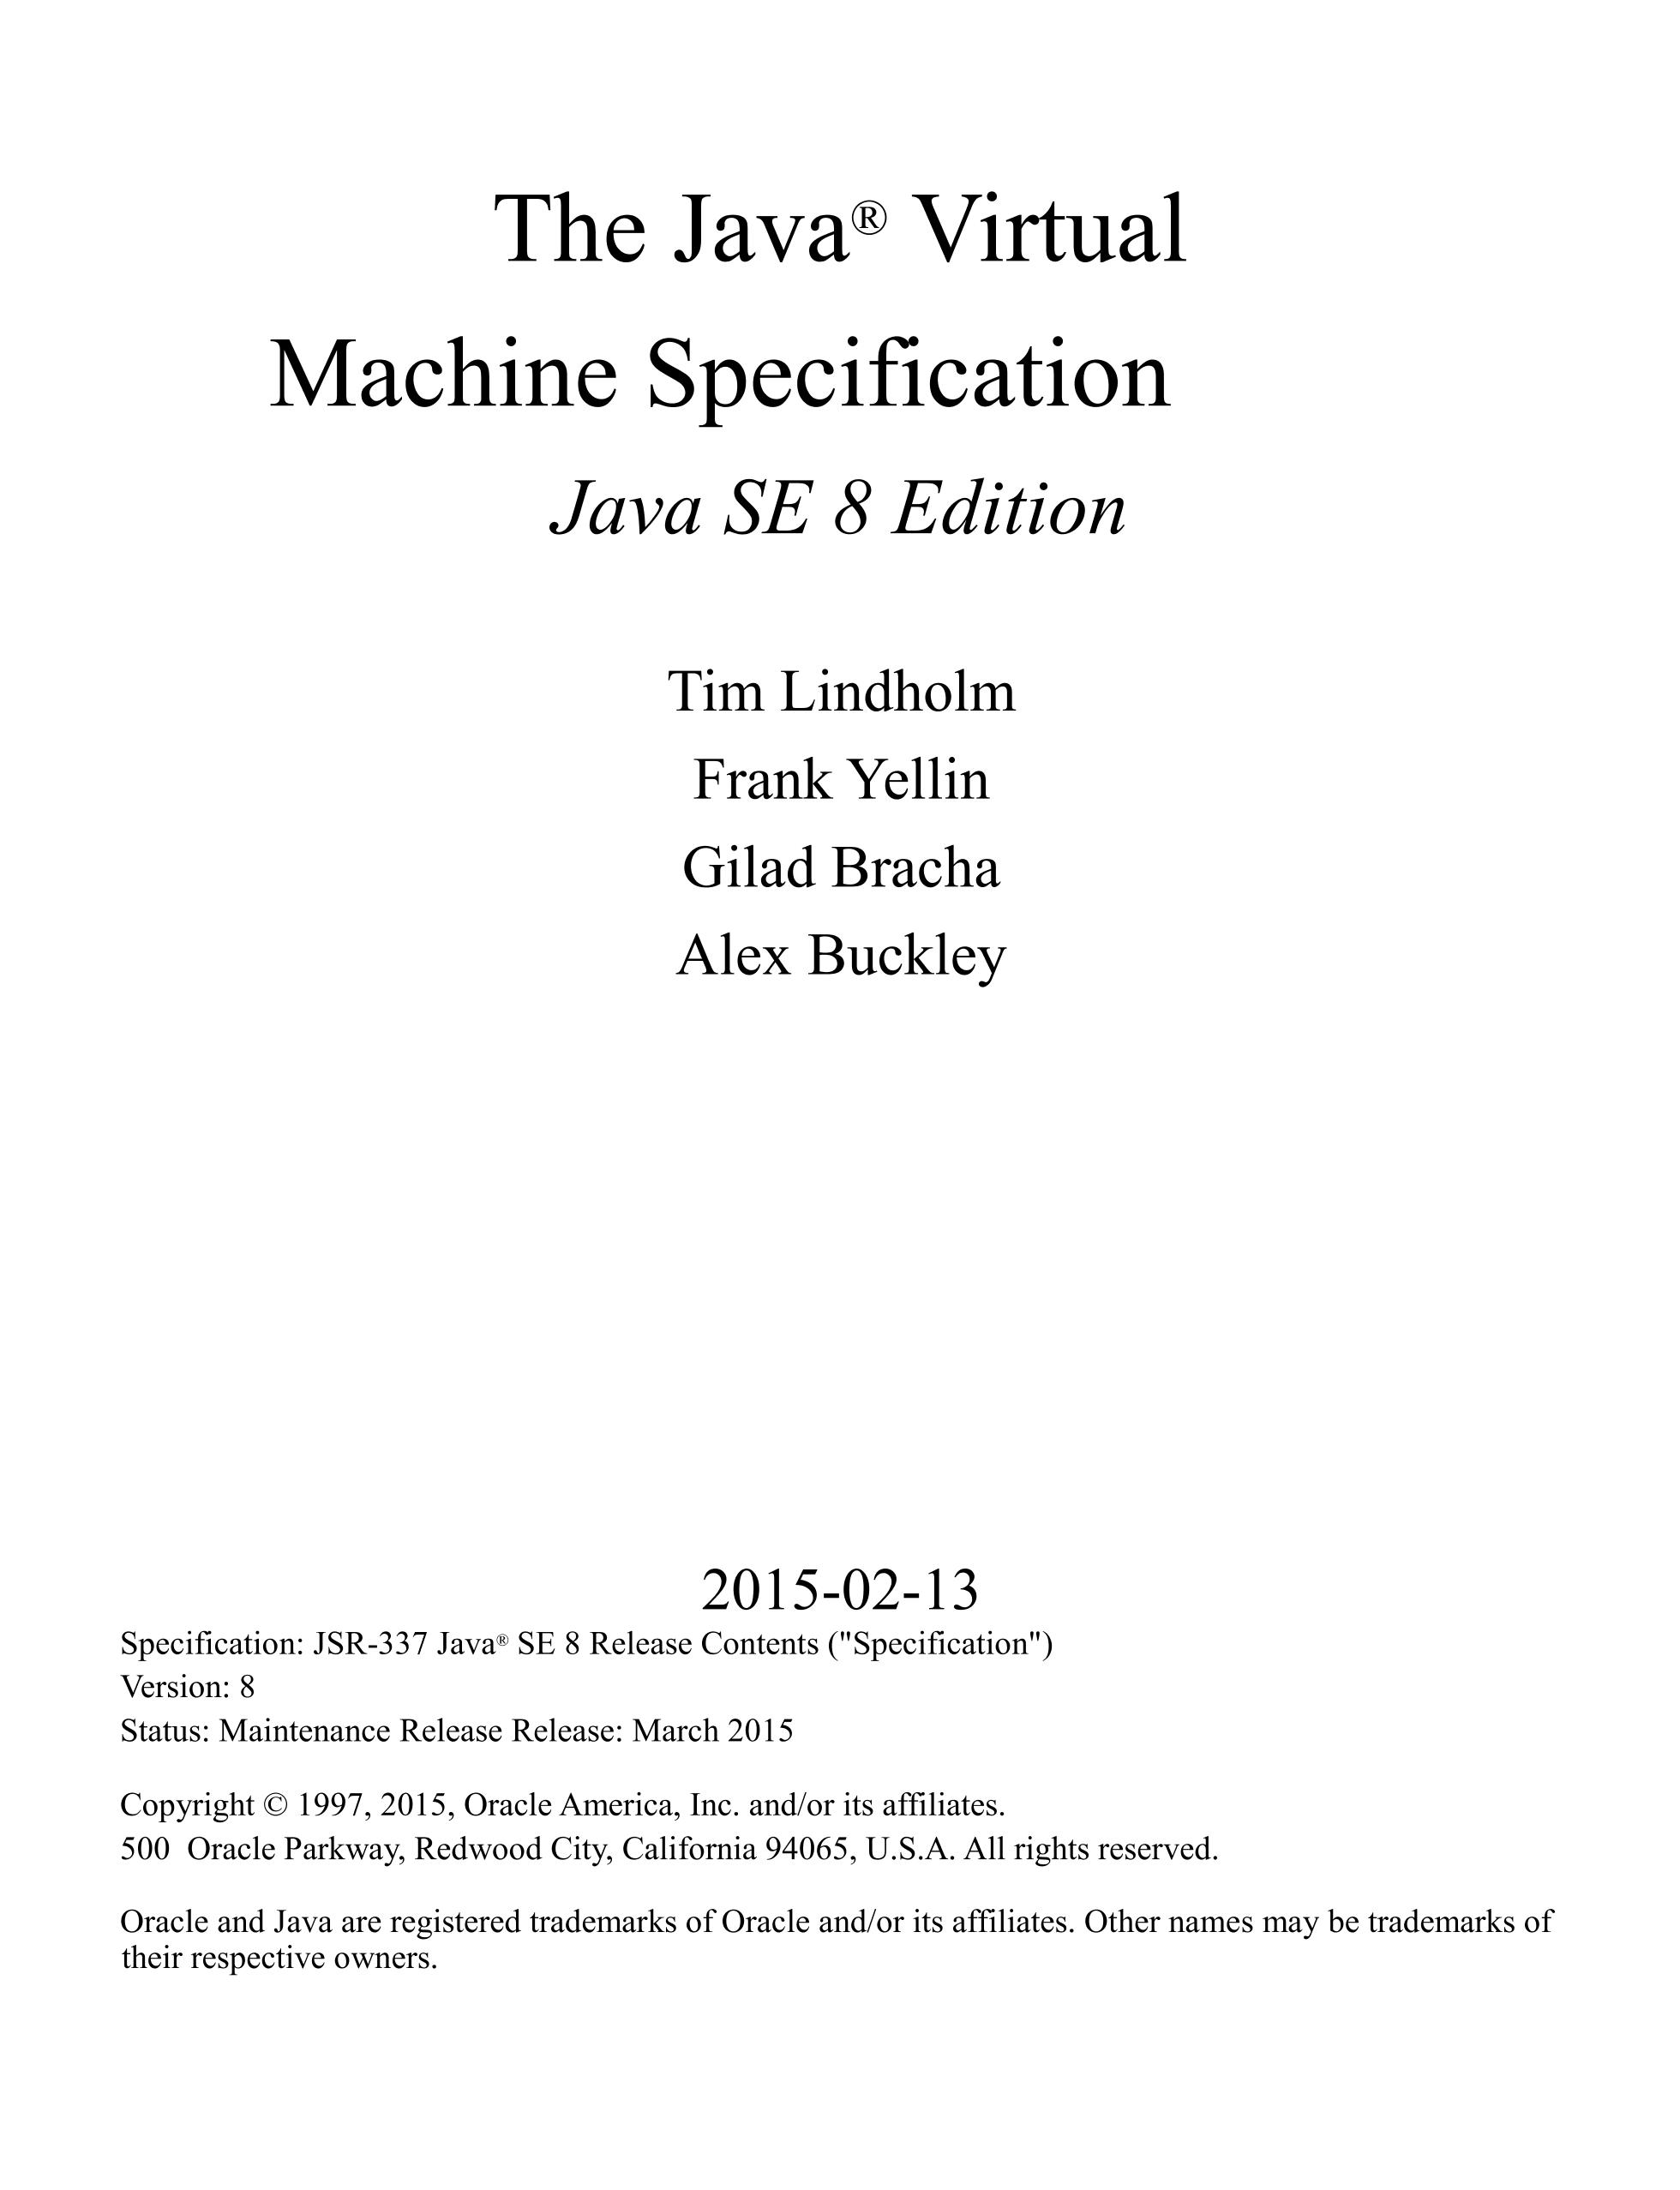 The Java® Virtual
Machine Specification
Java SE 8 Edition
Tim Lindholm
Frank Yellin
Gilad Bracha
Alex Buckley
2015-02-13
Specification: JSR-337 Java® SE 8 Release Contents ("Specification")
Version: 8
Status: Maintenance Release Release: March 2015
Copyright © 1997, 2015, Oracle America, Inc. and/or its affiliates.
500 Oracle Parkway, Redwood City, California 94065, U.S.A. All rights reserved.
Oracle and Java are registered trademarks of Oracle and/or its affiliates. Other names may be trademarks of
their respective owners.